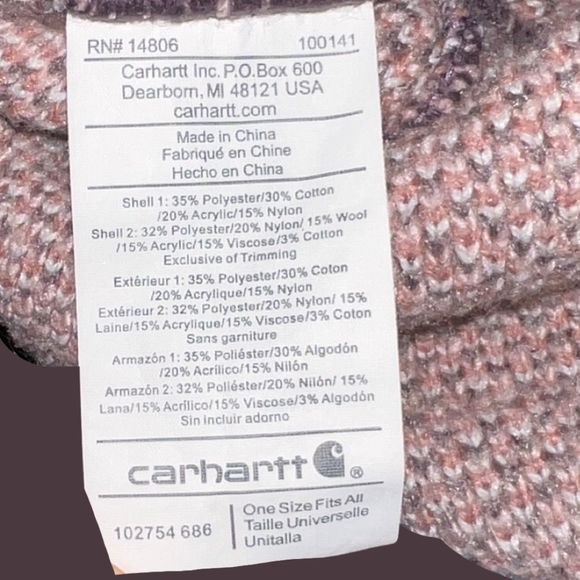 RN# 14806 100141
Carhartt Inc. P.O.Box 600
Dearborn, MI 48121 USA
carhartt.com
Made in China
Fabriqué en Chine
Hecho en China
Shell 1: 35% Polyester/30% Cotton
/20% Acrylic/15% Nylon
Shell 2: 32% Polyester/20% Nylon/ 15% Wool
/15% Acrylic/15% Viscose/3% Cotton
Exclusive of Trimming
Extérieur 1: 35% Polyester/30% Coton
/20% Acrylique/15% Nylon
Extérieur 2: 32% Polyester/20% Nylon/ 15%
Laine/15% Acrylique/15% Viscose/3% Coton
Sans garniture
Armazón 1: 35% Poliéster/30% Algodón
/20% Acrílico/15% Nilón
Armazón 2: 32% Poliéster/20% Nilón/ 15%
Lana/15% Acrílico/15% Viscose/3% Algodón
Sin incluir adorno
carhartt ®
102754 686
One Size Fits All
Taille Universelle
Unitalla